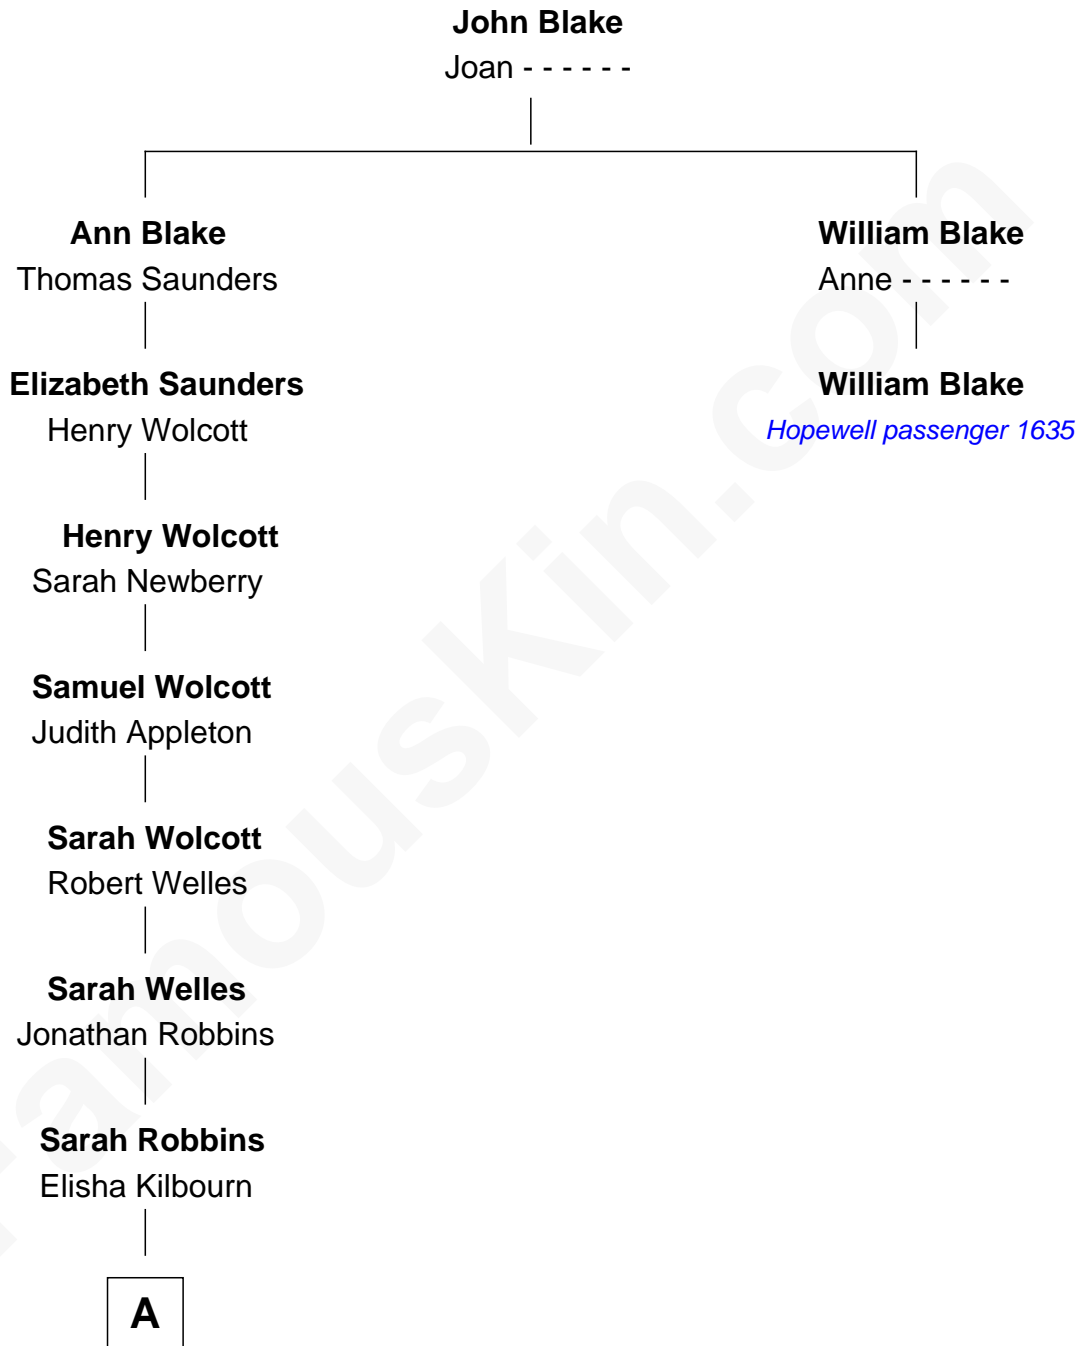 John Blake
Joan - - - - - -
Ann Blake
Thomas Saunders
William Blake
Anne - - - - - -
Elizabeth Saunders
Henry Wolcott
William Blake
Hopewell passenger 1635
Henry Wolcott
Sarah Newberry
Samuel Wolcott
Judith Appleton
Sarah Wolcott
Robert Welles
Sarah Welles
Jonathan Robbins
Sarah Robbins
Elisha Kilbourn
A
FamousKin.com